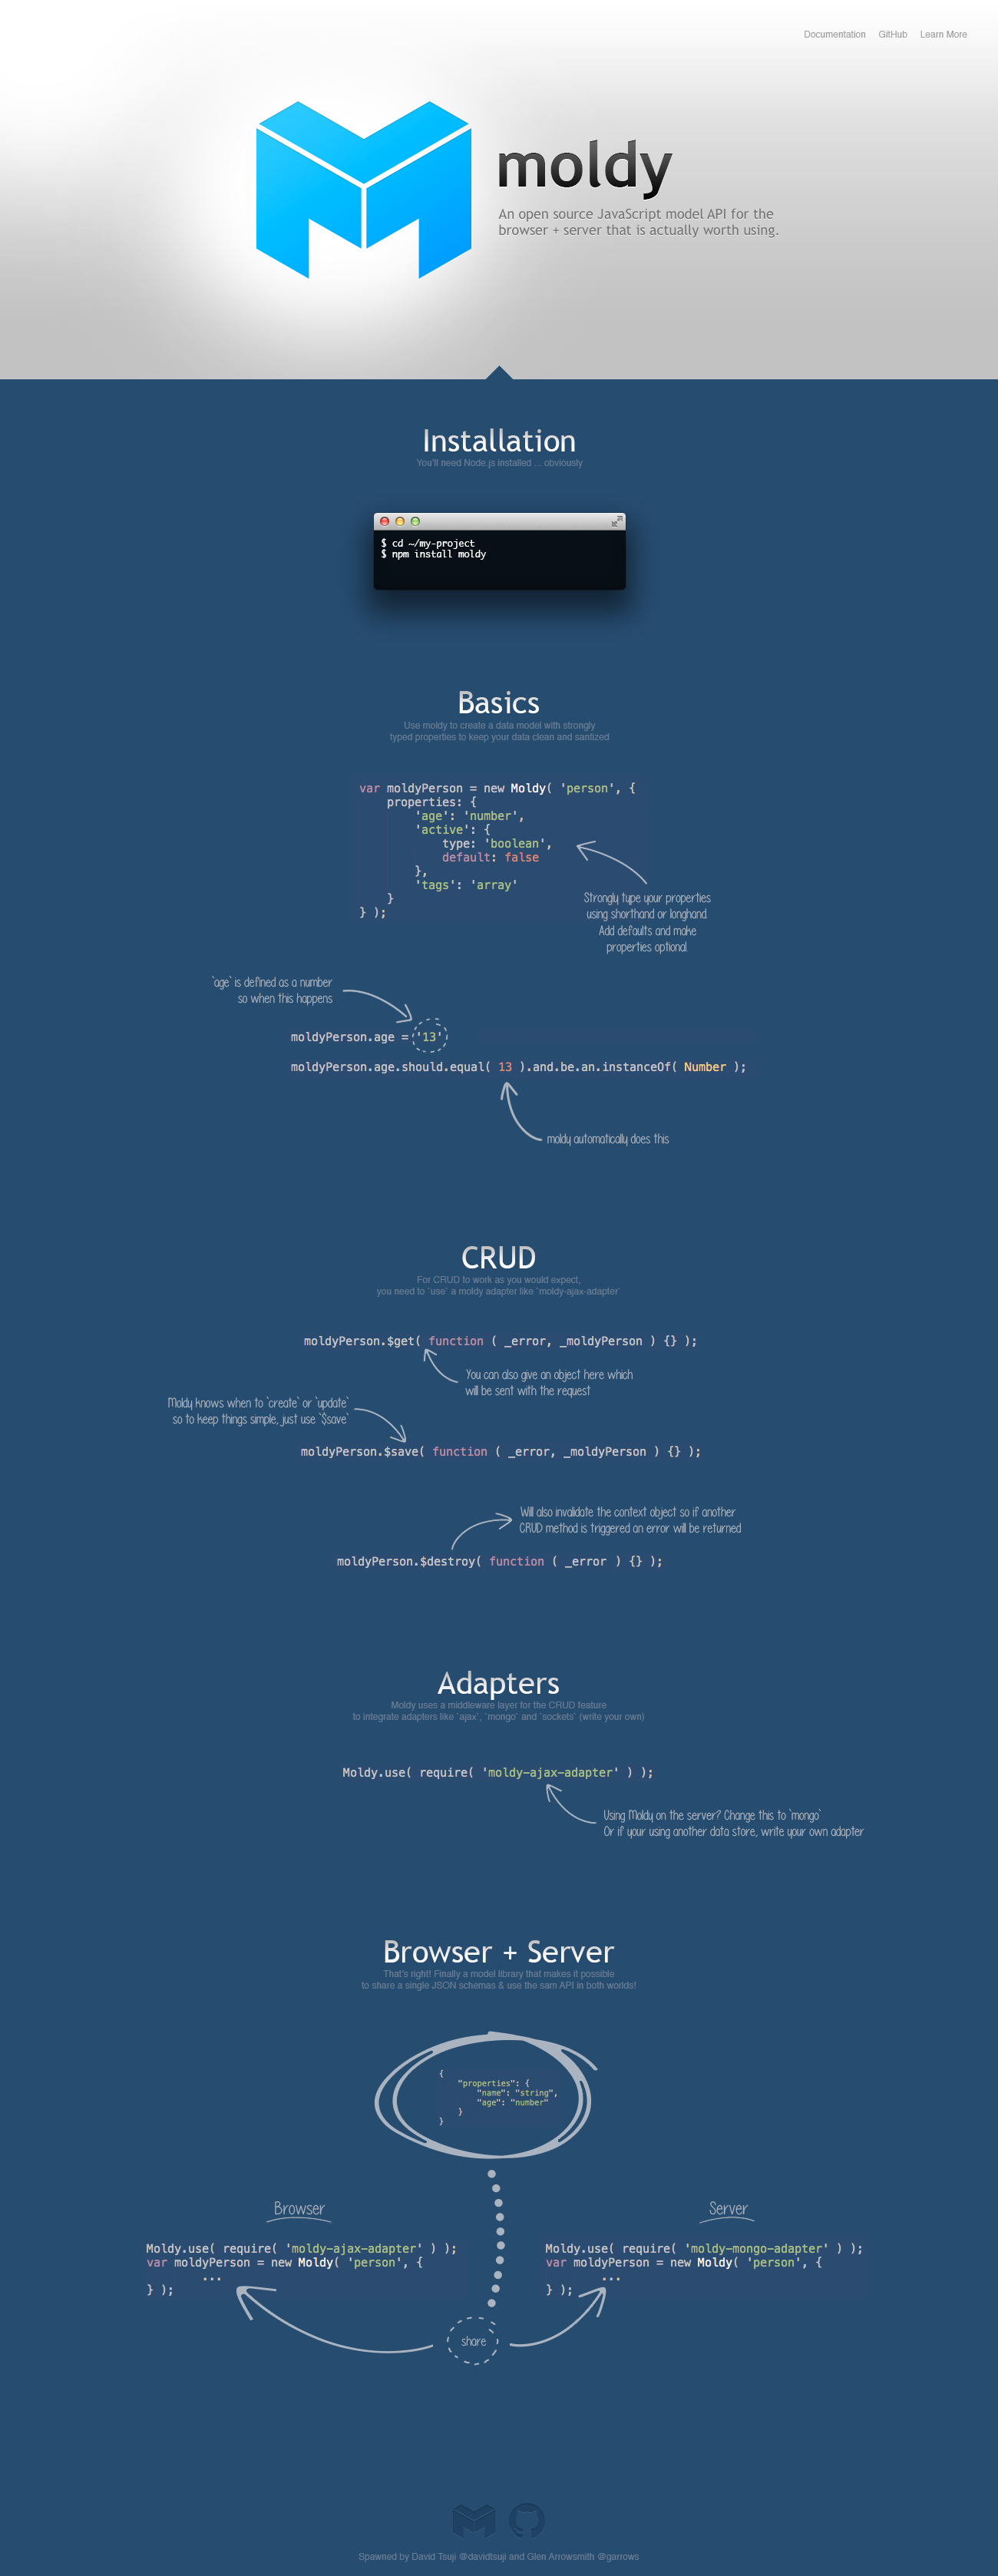 Documentation GitHub Learn More
moldy
An open source JavaScript model API for the
browser + server that is actually worth using.
Installation
You'll need Node.js installed ... obviously
$ cd ~/my-project
$ npm install moldy
Basics
Use moldy to create a data model with strongly
typed properties to keep your data clean and santized
var moldyPerson = new Moldy( 'person', {
properties: {
'age': 'number',
'active': {
type: 'boolean',
default: false
},
'tags': 'array'
}
} );
Strongly type your properties
using shorthand or longhand.
Add defaults and make
properties optional.
`age` is defined as a number
so when this happens
moldyPerson.age = '13'
moldyPerson.age.should.equal( 13 ).and.be.an.instanceOf( Number );
moldy automatically does this
CRUD
For CRUD to work as you would expect,
you need to `use` a moldy adapter like `moldy-ajax-adapter`
moldyPerson.$get( function ( _error, _moldyPerson ) {} );
You can also give an object here which
will be sent with the request
Moldy knows when to `create` or `update`
so to keep things simple, just use `$save`
moldyPerson.$save( function ( _error, _moldyPerson ) {} );
Will also invalidate the context object so if another
CRUD method is triggered an error will be returned
moldyPerson.$destroy( function ( _error ) {} );
Adapters
Moldy uses a middleware layer for the CRUD feature
to integrate adapters like `ajax`, `mongo` and `sockets` (write your own)
Moldy.use( require( 'moldy-ajax-adapter' ) );
Using Moldy on the server? Change this to `mongo`
Or if your using another data store, write your own adapter
Browser + Server
That's right! Finally a model library that makes it possible
to share a single JSON schemas & use the sam API in both worlds!
{
"properties": {
"name": "string",
"age": "number"
}
}
Browser
Moldy.use( require( 'moldy-ajax-adapter' ) );
var moldyPerson = new Moldy( 'person', {
...
} );
Server
Moldy.use( require( 'moldy-mongo-adapter' ) );
var moldyPerson = new Moldy( 'person', {
...
} );
share
Spawned by David Tsuji @davidtsuji and Glen Arrowsmith @garrows